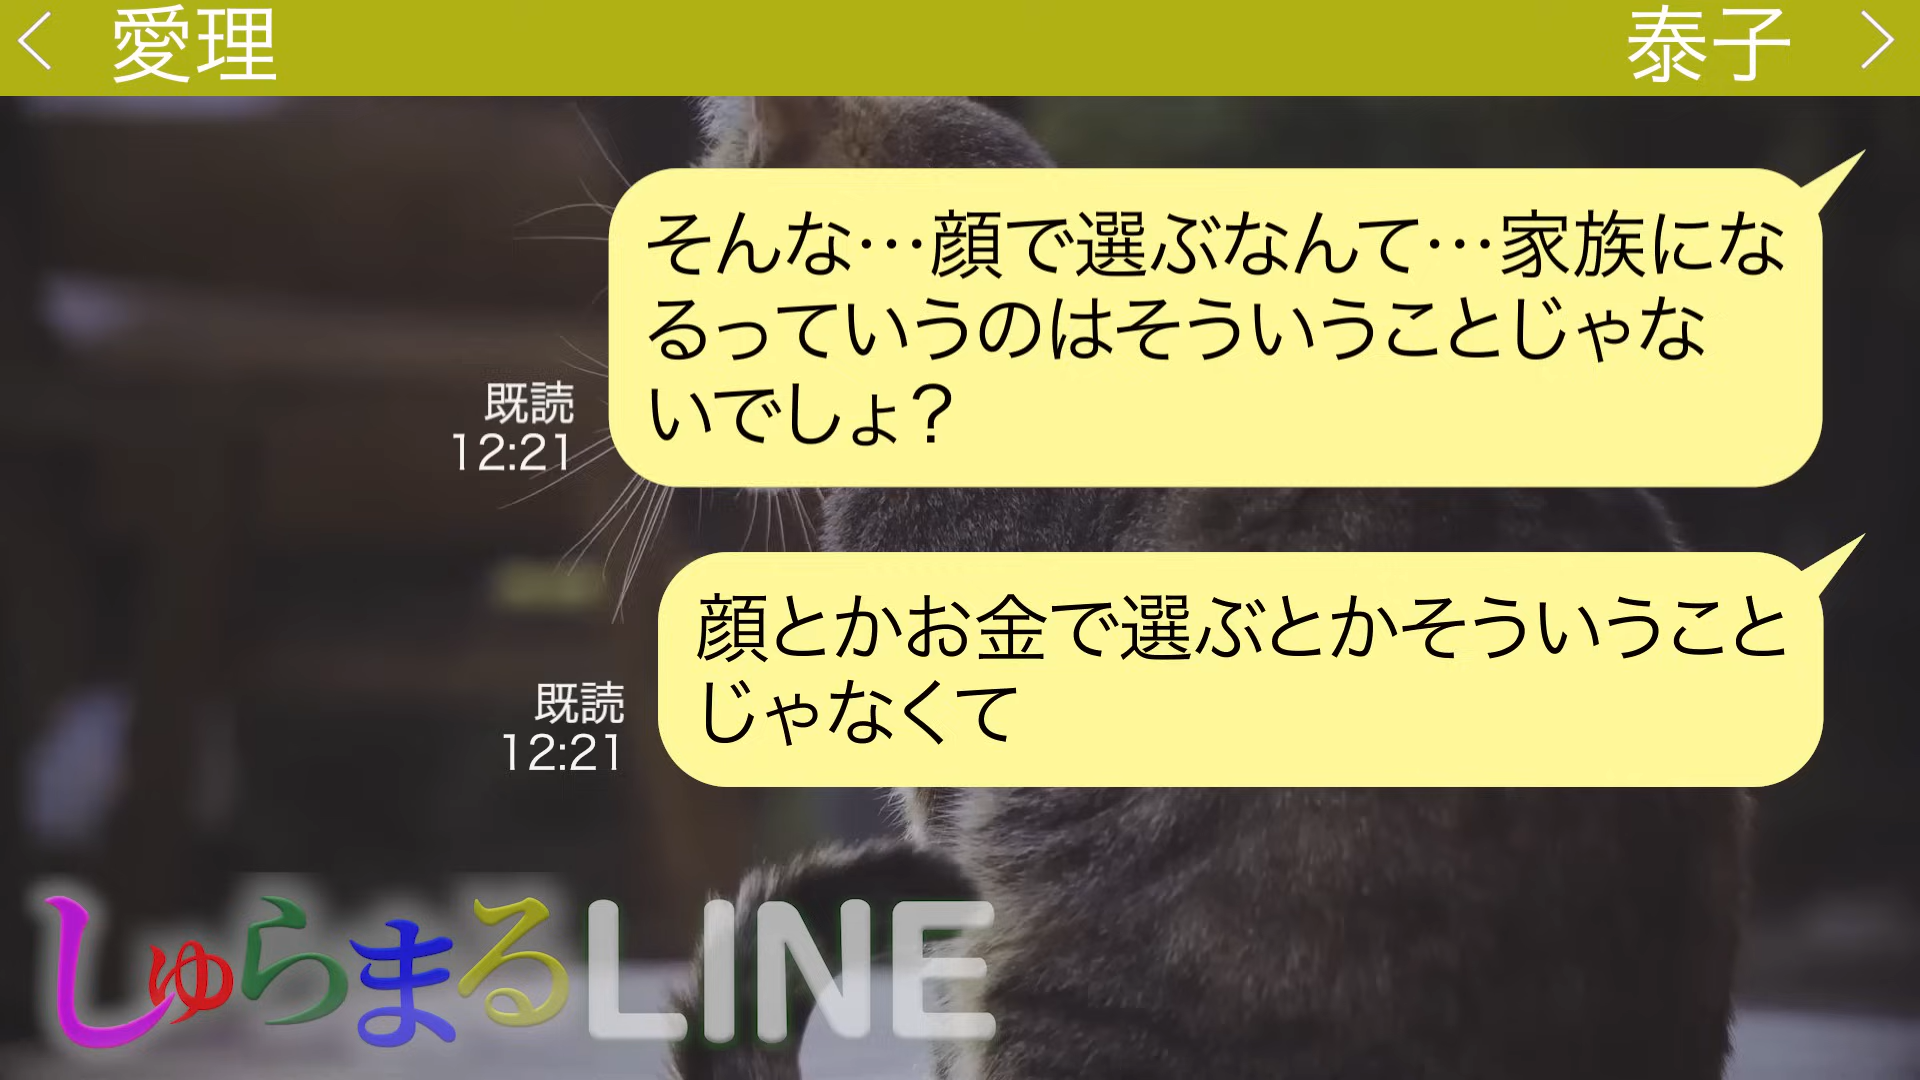 愛理
泰子
そんな…顔で選ぶなんて…家族にな
るっていうのはそういうことじゃな
いでしょ？
既読
12:21
顔とかお金で選ぶとかそういうこと
じゃなくて
既読
12:21
しゅらまるLINE